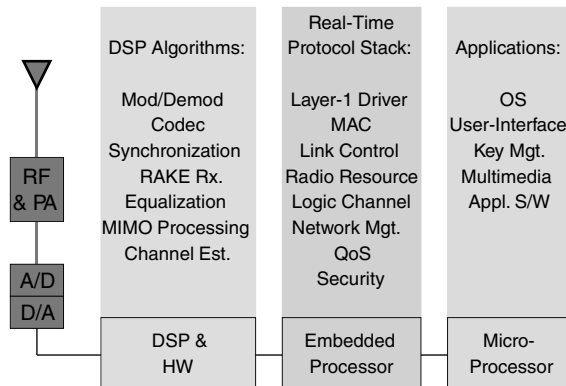 RF
& PA
A/D
D/A
DSP Algorithms:
Mod/Demod
Codec
Synchronization
RAKE Rx.
Equalization
MIMO Processing
Channel Est.
DSP &
HW
Real-Time
Protocol Stack:
Layer-1 Driver
MAC
Link Control
Radio Resource
Logic Channel
Network Mgt.
QoS
Security
Embedded
Processor
Applications:
OS
User-Interface
Key Mgt.
Multimedia
Appl. S/W
Micro-
Processor